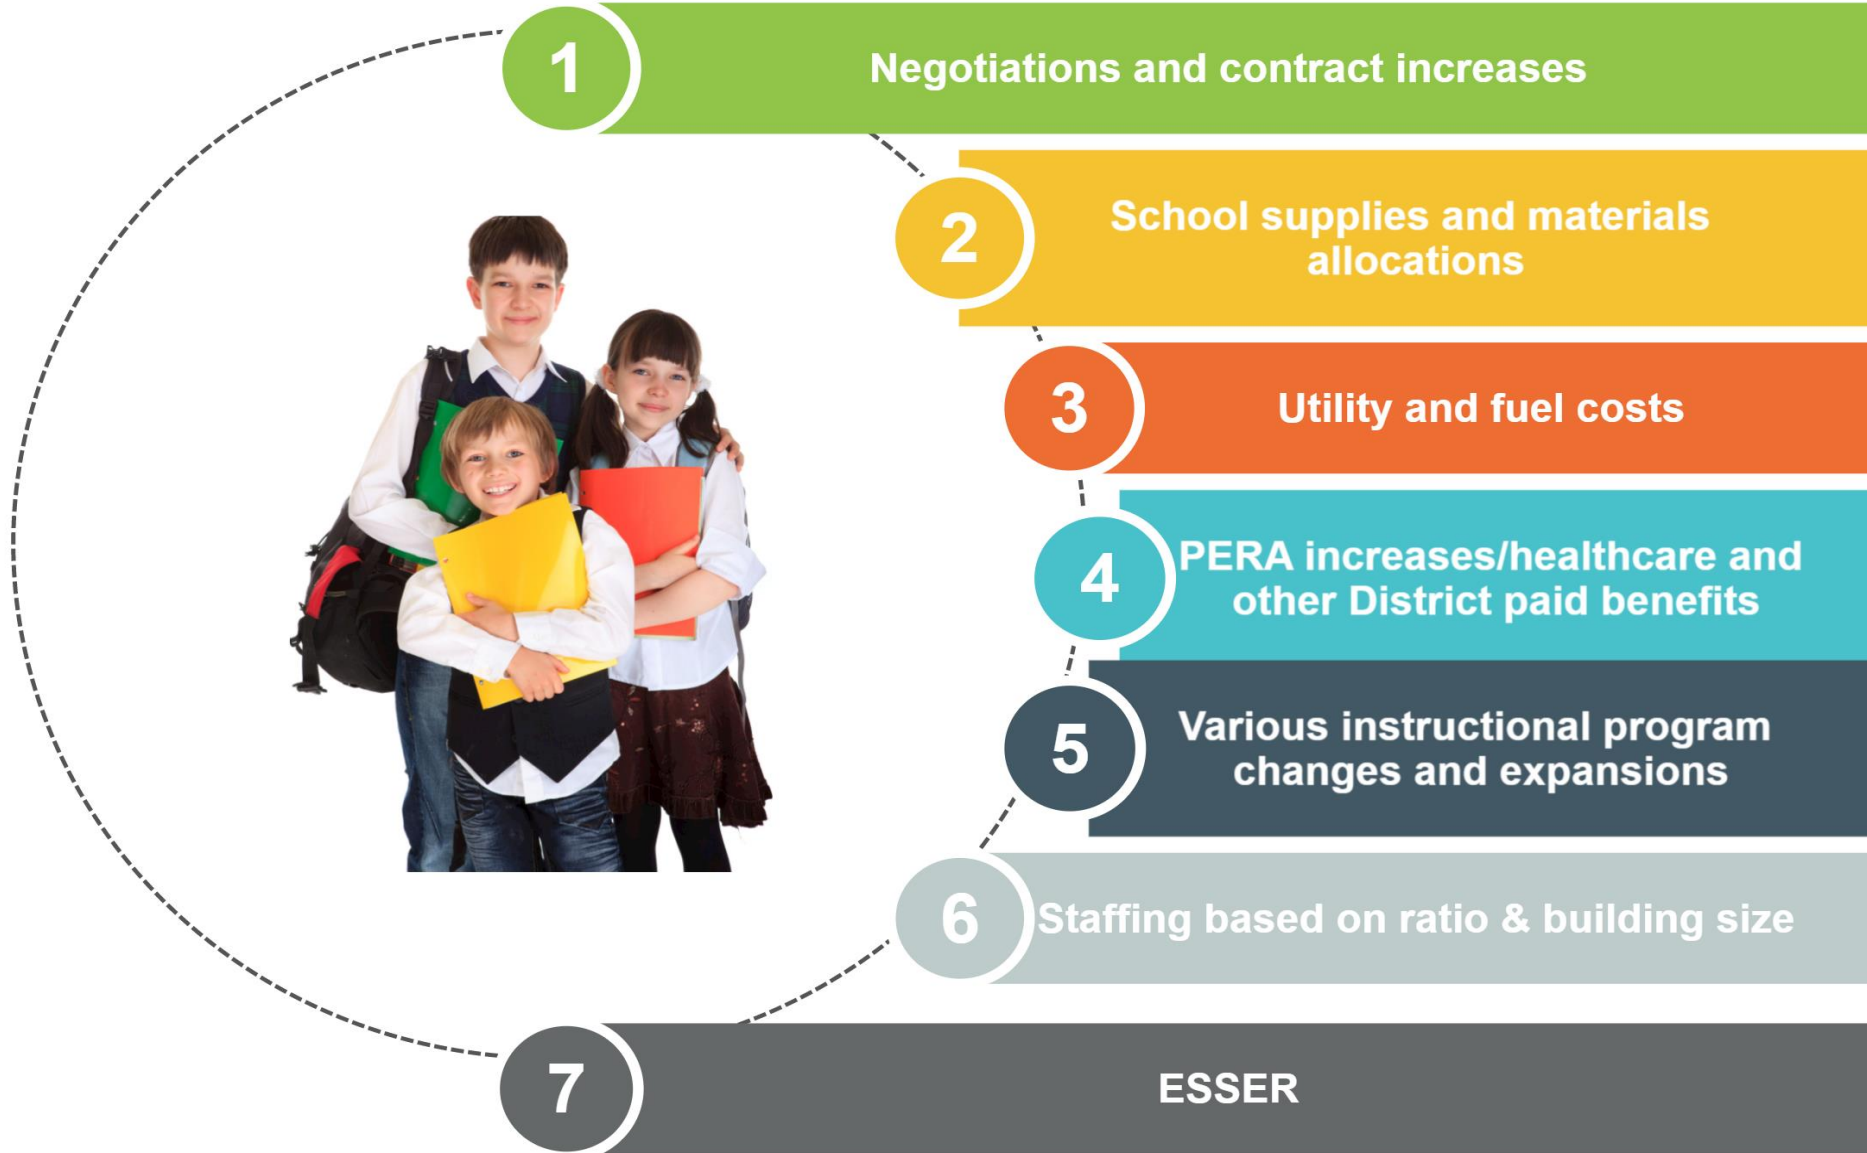 1
Negotiations and contract increases
2
School supplies and materials
allocations
3
Utility and fuel costs
4
PERA increases/healthcare and
other District paid benefits
5
Various instructional program
changes and expansions
6
Staffing based on ratio & building size
7
ESSER